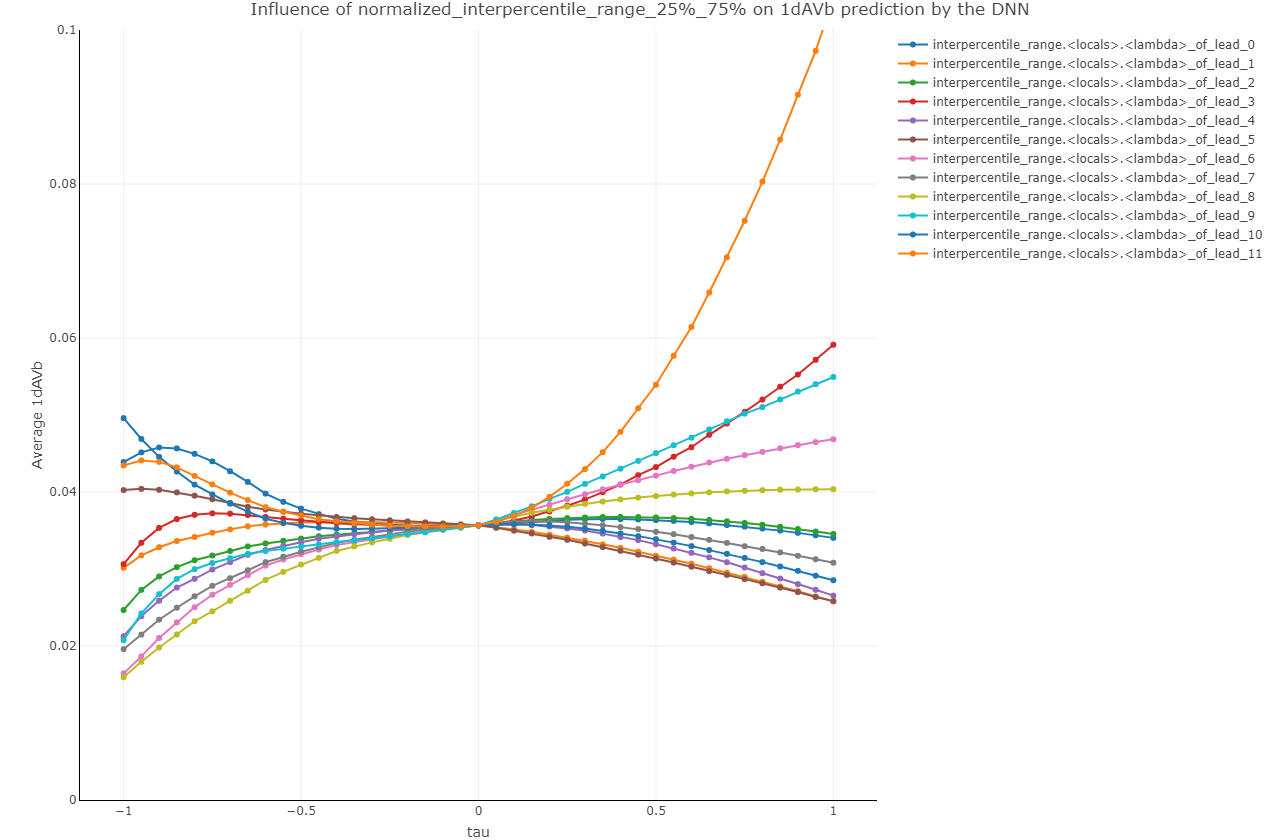 Influence of normalized_interpercentile_range_25%_75% on 1dAVb prediction by the DNN
0.1
0.08
0.06
0.04
0.02
0
Average 1dAVb
−1
−0.5
0
0.5
1
tau
interpercentile_range.<locals>.<lambda>_of_lead_0
interpercentile_range.<locals>.<lambda>_of_lead_1
interpercentile_range.<locals>.<lambda>_of_lead_2
interpercentile_range.<locals>.<lambda>_of_lead_3
interpercentile_range.<locals>.<lambda>_of_lead_4
interpercentile_range.<locals>.<lambda>_of_lead_5
interpercentile_range.<locals>.<lambda>_of_lead_6
interpercentile_range.<locals>.<lambda>_of_lead_7
interpercentile_range.<locals>.<lambda>_of_lead_8
interpercentile_range.<locals>.<lambda>_of_lead_9
interpercentile_range.<locals>.<lambda>_of_lead_10
interpercentile_range.<locals>.<lambda>_of_lead_11